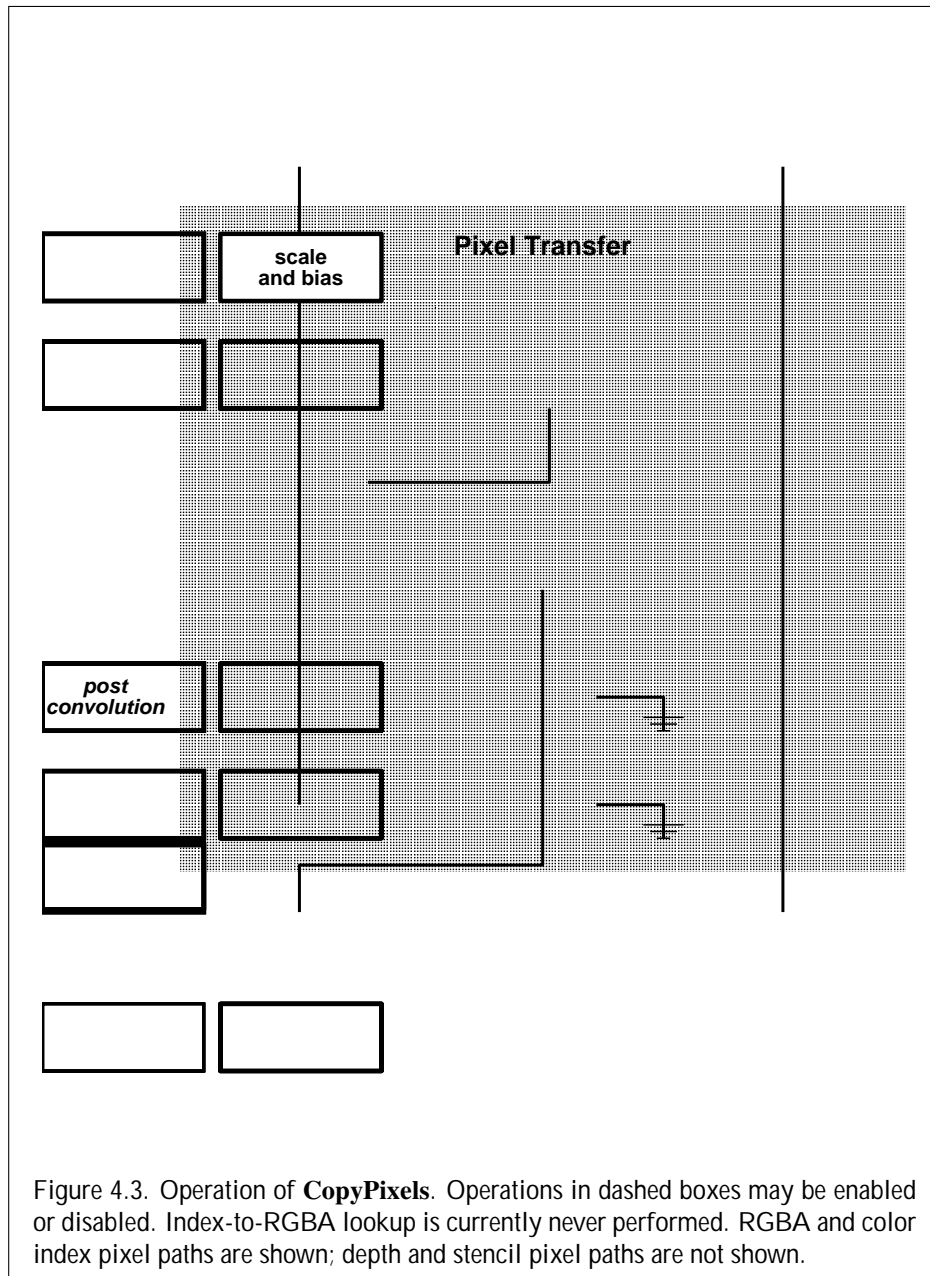 Pixel Transfer
scale
and bias
post
convolution
Figure 4.3. Operation of CopyPixels. Operations in dashed boxes may be enabled
or disabled. Index-to-RGBA lookup is currently never performed. RGBA and color
index pixel paths are shown; depth and stencil pixel paths are not shown.